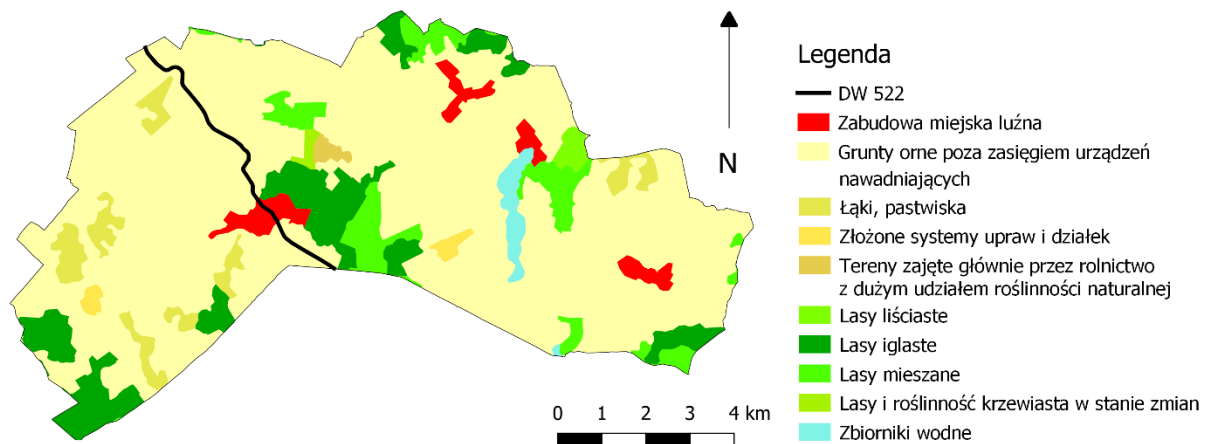 Legenda
DW 522
Zabudowa miejska luźna
Grunty orne poza zasięgiem urządzeń
nawadniających
Łąki, pastwiska
Złożone systemy upraw i działek
Tereny zajęte głównie przez rolnictwo
z dużym udziałem roślinności naturalnej
Lasy liściaste
Lasy iglaste
Lasy mieszane
Lasy i roślinność krzewiasta w stanie zmian
Zbiorniki wodne
N
0 1 2 3 4 km